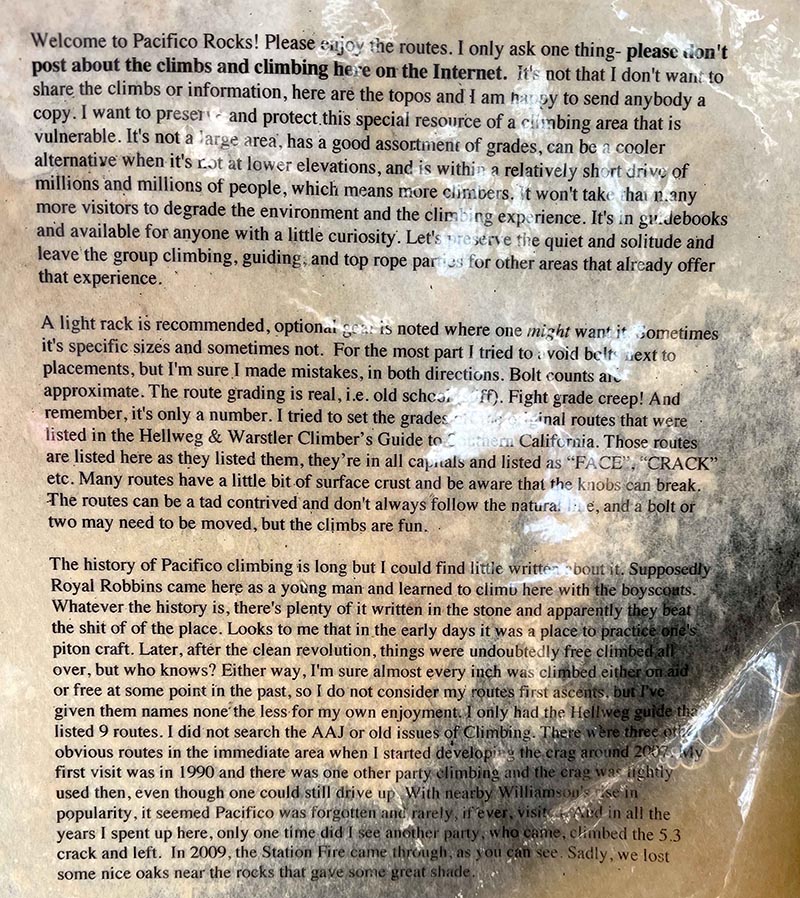 Welcome to Pacifico Rocks! Please enjoy the routes. I only ask one thing- please don't
post about the climbs and climbing here on the Internet. It's not that I don't want to
share the climbs or information, here are the topos and I am happy to send anybody a
copy. I want to preserve and protect this special resource of a climbing area that is
vulnerable. It's not a large area, has a good assortment of grades, can be a cooler
alternative when it's not at lower elevations, and is within a relatively short drive of
millions and millions of people, which means more climbers. It won't take that many
more visitors to degrade the environment and the climbing experience. It's in guidebooks
and available for anyone with a little curiosity. Let's preserve the quiet and solitude and
leave the group climbing, guiding, and top rope parties for other areas that already offer
that experience.
A light rack is recommended, optional gear is noted where one might want it. Sometimes
it's specific sizes and sometimes not. For the most part I tried to avoid bolts next to
placements, but I'm sure I made mistakes, in both directions. Bolt counts are
approximate. The route grading is real, i.e. old school Fight grade creep! And
remember, it's only a number. I tried to set the grades original routes that were
listed in the Hellweg & Warstler Climber's Guide to Southern California. Those routes
are listed here as they listed them, they're in all capitals and listed as "FACE", "CRACK"
etc. Many routes have a little bit of surface crust and be aware that the knobs can break.
The routes can be a tad contrived and don't always follow the natural line, and a bolt or
two may need to be moved, but the climbs are fun.
The history of Pacifico climbing is long but I could find little written about it. Supposedly
Royal Robbins came here as a young man and learned to climb here with the boyscouts.
Whatever the history is, there's plenty of it written in the stone and apparently they beat
the shit of of the place. Looks to me that in the early days it was a place to practice one's
piton craft. Later, after the clean revolution, things were undoubtedly free climbed all
over, but who knows? Either way, I'm sure almost every inch was climbed either on aid
or free at some point in the past, so I do not consider my routes first ascents, but I've
given them names none the less for my own enjoyment. I only had the Hellweg guide that
listed 9 routes. I did not search the AAJ or old issues of Climbing. There were three other
obvious routes in the immediate area when I started developing the crag around 2007. My
first visit was in 1990 and there was one other party climbing and the crag was lightly
used then, even though one could still drive up. With nearby Williamson's rise in
popularity, it seemed Pacifico was forgotten and rarely, if ever, visited. And in all the
years I spent up here, only one time did I see another party, who came, climbed the 5.3
crack and left. In 2009, the Station Fire came through, as you can see. Sadly, we lost
some nice oaks near the rocks that gave some great shade.